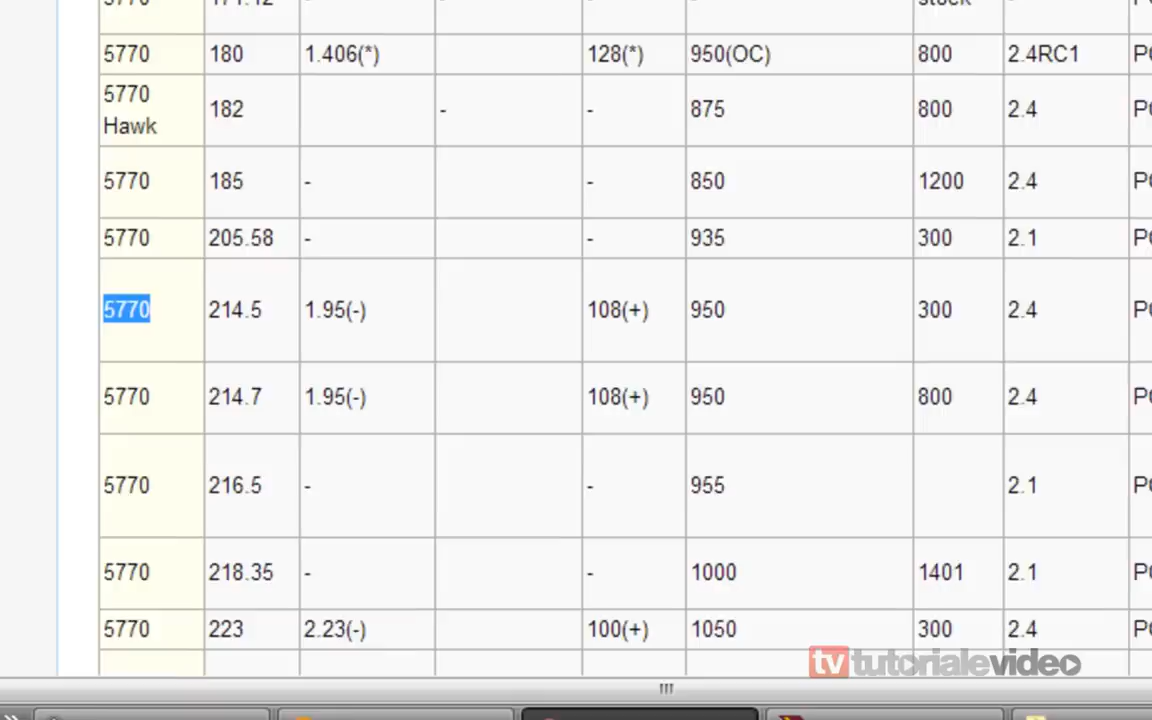 5770 171.12 - - - - stock -
5770 180 1.406(*) 128(*) 950(OC) 800 2.4RC1
5770 Hawk 182 - - 875 800 2.4
5770 185 - - 850 1200 2.4
5770 205.58 - - 935 300 2.1
5770 214.5 1.95(-) 108(+) 950 300 2.4
5770 214.7 1.95(-) 108(+) 950 800 2.4
5770 216.5 - - 955 2.1
5770 218.35 - - 1000 1401 2.1
5770 223 2.23(-) 100(+) 1050 300 2.4
tv tutorialevideo